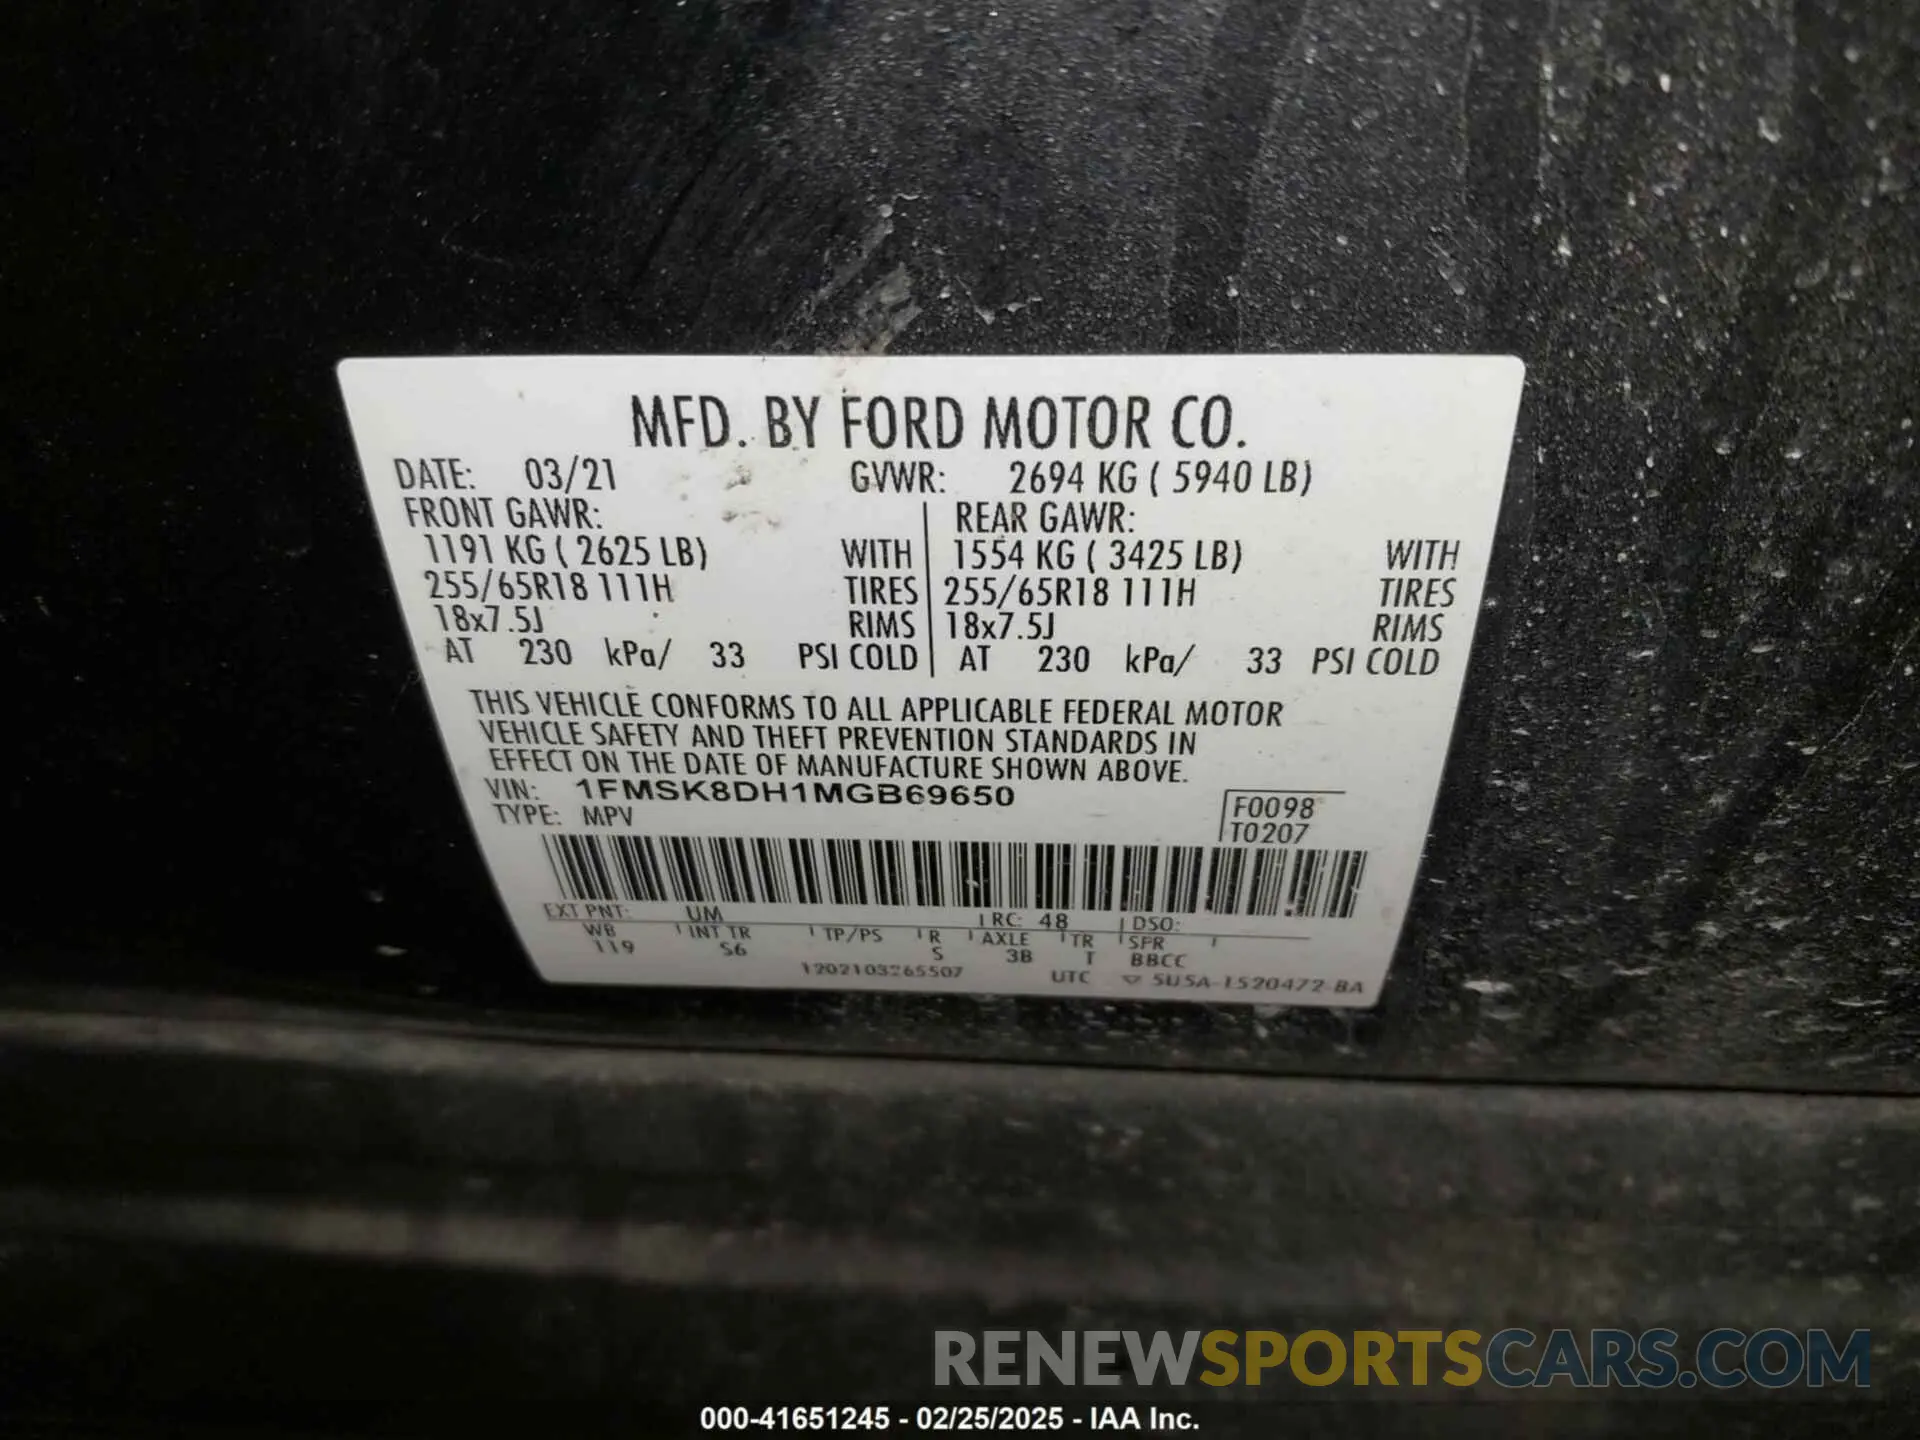 MFD. BY FORD MOTOR CO.
DATE: 03/21 GVWR: 2694 KG ( 5940 LB)
FRONT GAWR: REAR GAWR:
1191 KG ( 2625 LB) WITH 1554 KG ( 3425 LB) WITH
255/65R18 111H TIRES 255/65R18 111H TIRES
18x7.5J RIMS 18x7.5J RIMS
AT 230 kPa/ 33 PSI COLD AT 230 kPa/ 33 PSI COLD
THIS VEHICLE CONFORMS TO ALL APPLICABLE FEDERAL MOTOR
VEHICLE SAFETY AND THEFT PREVENTION STANDARDS IN
EFFECT ON THE DATE OF MANUFACTURE SHOWN ABOVE.
VIN: 1FMSK8DH1MGB69650
TYPE: MPV
F0098
T0207
EXT PNT: UM RC: 48 DSO:
WB INT TR TP/PS R AXLE TR SPR
119 S6 S 3B T BBCC
1202103265507 UTC 5U5A-1520472-BA
RENEWSPORTSCARS.COM
000-41651245 - 02/25/2025 - IAA Inc.